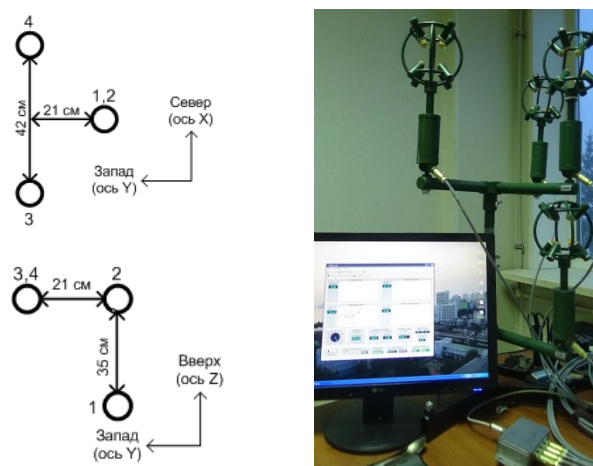 4
42 см
21 см
1,2
Север
(ось X)
Запад
(ось Y)
3
3,4
21 см
2
35 см
1
Вверх
(ось Z)
Запад
(ось Y)